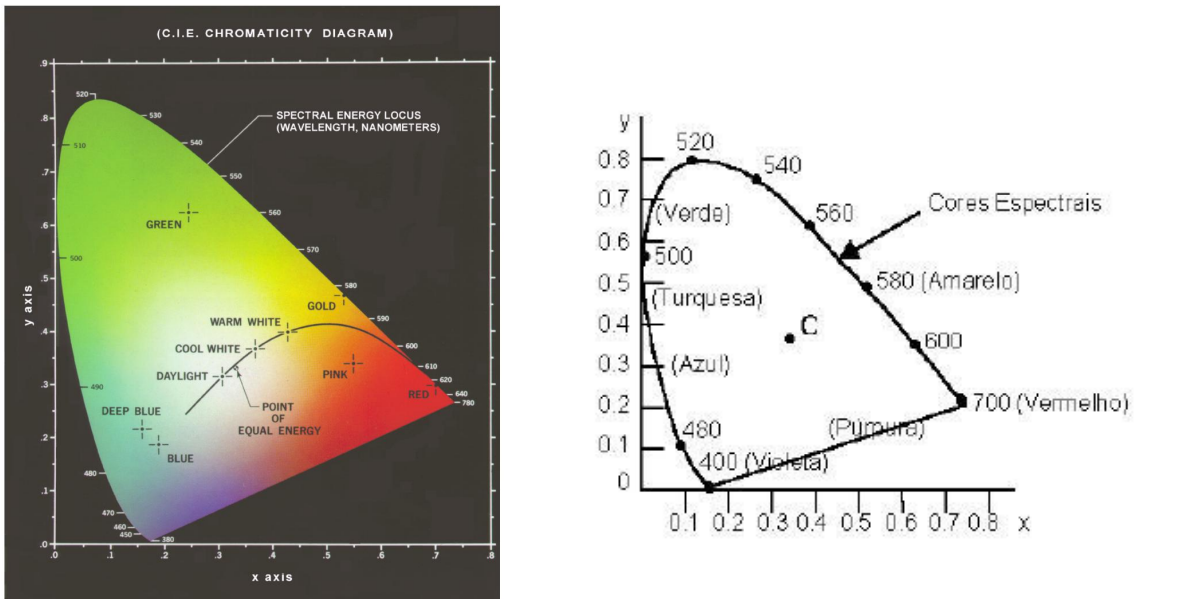 (C.I.E. CHROMATICITY DIAGRAM)
.9
.8
.7
.6
.5
.4
.3
.2
.1
.0
y axis
520
530
510
540
550
560
570
500
580
590
600
610
620
640
780
490
480
470
460
450
380
SPECTRAL ENERGY LOCUS
(WAVELENGTH, NANOMETERS)
GREEN
GOLD
WARM WHITE
COOL WHITE
DAYLIGHT
PINK
RED
DEEP BLUE
BLUE
POINT
OF
EQUAL ENERGY
.0
.1
.2
.3
.4
.5
.6
.7
.8
x axis
y
0.8
0.7
0.6
0.5
0.4
0.3
0.2
0.1
0
520
540
(Verde)
560
Cores Espectrais
500
580 (Amarelo)
(Turquesa)
C
600
(Azul)
700 (Vermelho)
(Púrpura)
480
400 (Violeta)
0.1
0.2
0.3
0.4
0.5
0.6
0.7
0.8
x